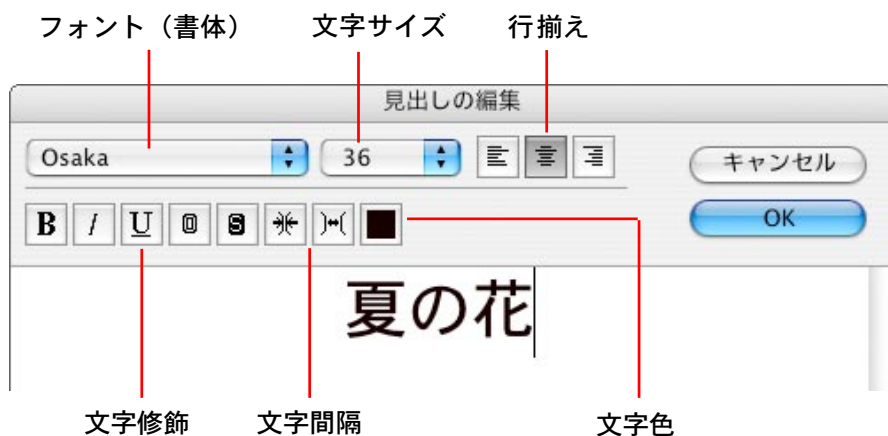 フォント（書体） 文字サイズ 行揃え
見出しの編集
Osaka 36 キャンセル
B I U O S OK
夏の花
文字修飾 文字間隔 文字色